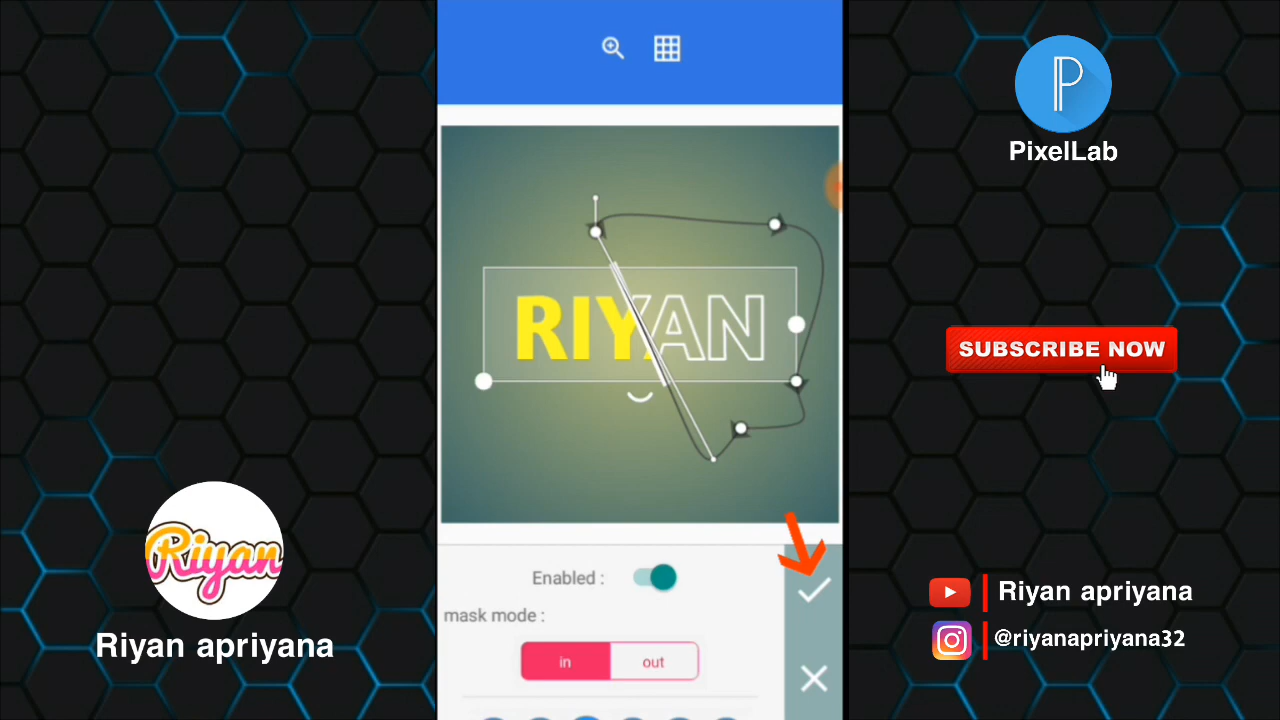 PixelLab
RIYAN
SUBSCRIBE NOW
Riyan
Riyan apriyana
Enabled :
mask mode :
in
out
Riyan apriyana
@riyanapriyana32